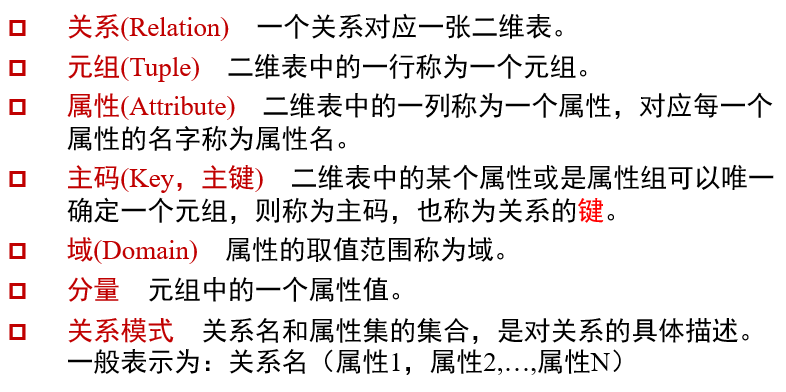 关系(Relation) 一个关系对应一张二维表。
元组(Tuple) 二维表中的一行称为一个元组。
属性(Attribute) 二维表中的一列称为一个属性，对应每一个
属性的名字称为属性名。
主码(Key，主键) 二维表中的某个属性或是属性组可以唯一
确定一个元组，则称为主码，也称为关系的键。
域(Domain) 属性的取值范围称为域。
分量 元组中的一个属性值。
关系模式 关系名和属性集的集合，是对关系的具体描述。
一般表示为：关系名（属性1，属性2,…,属性N）